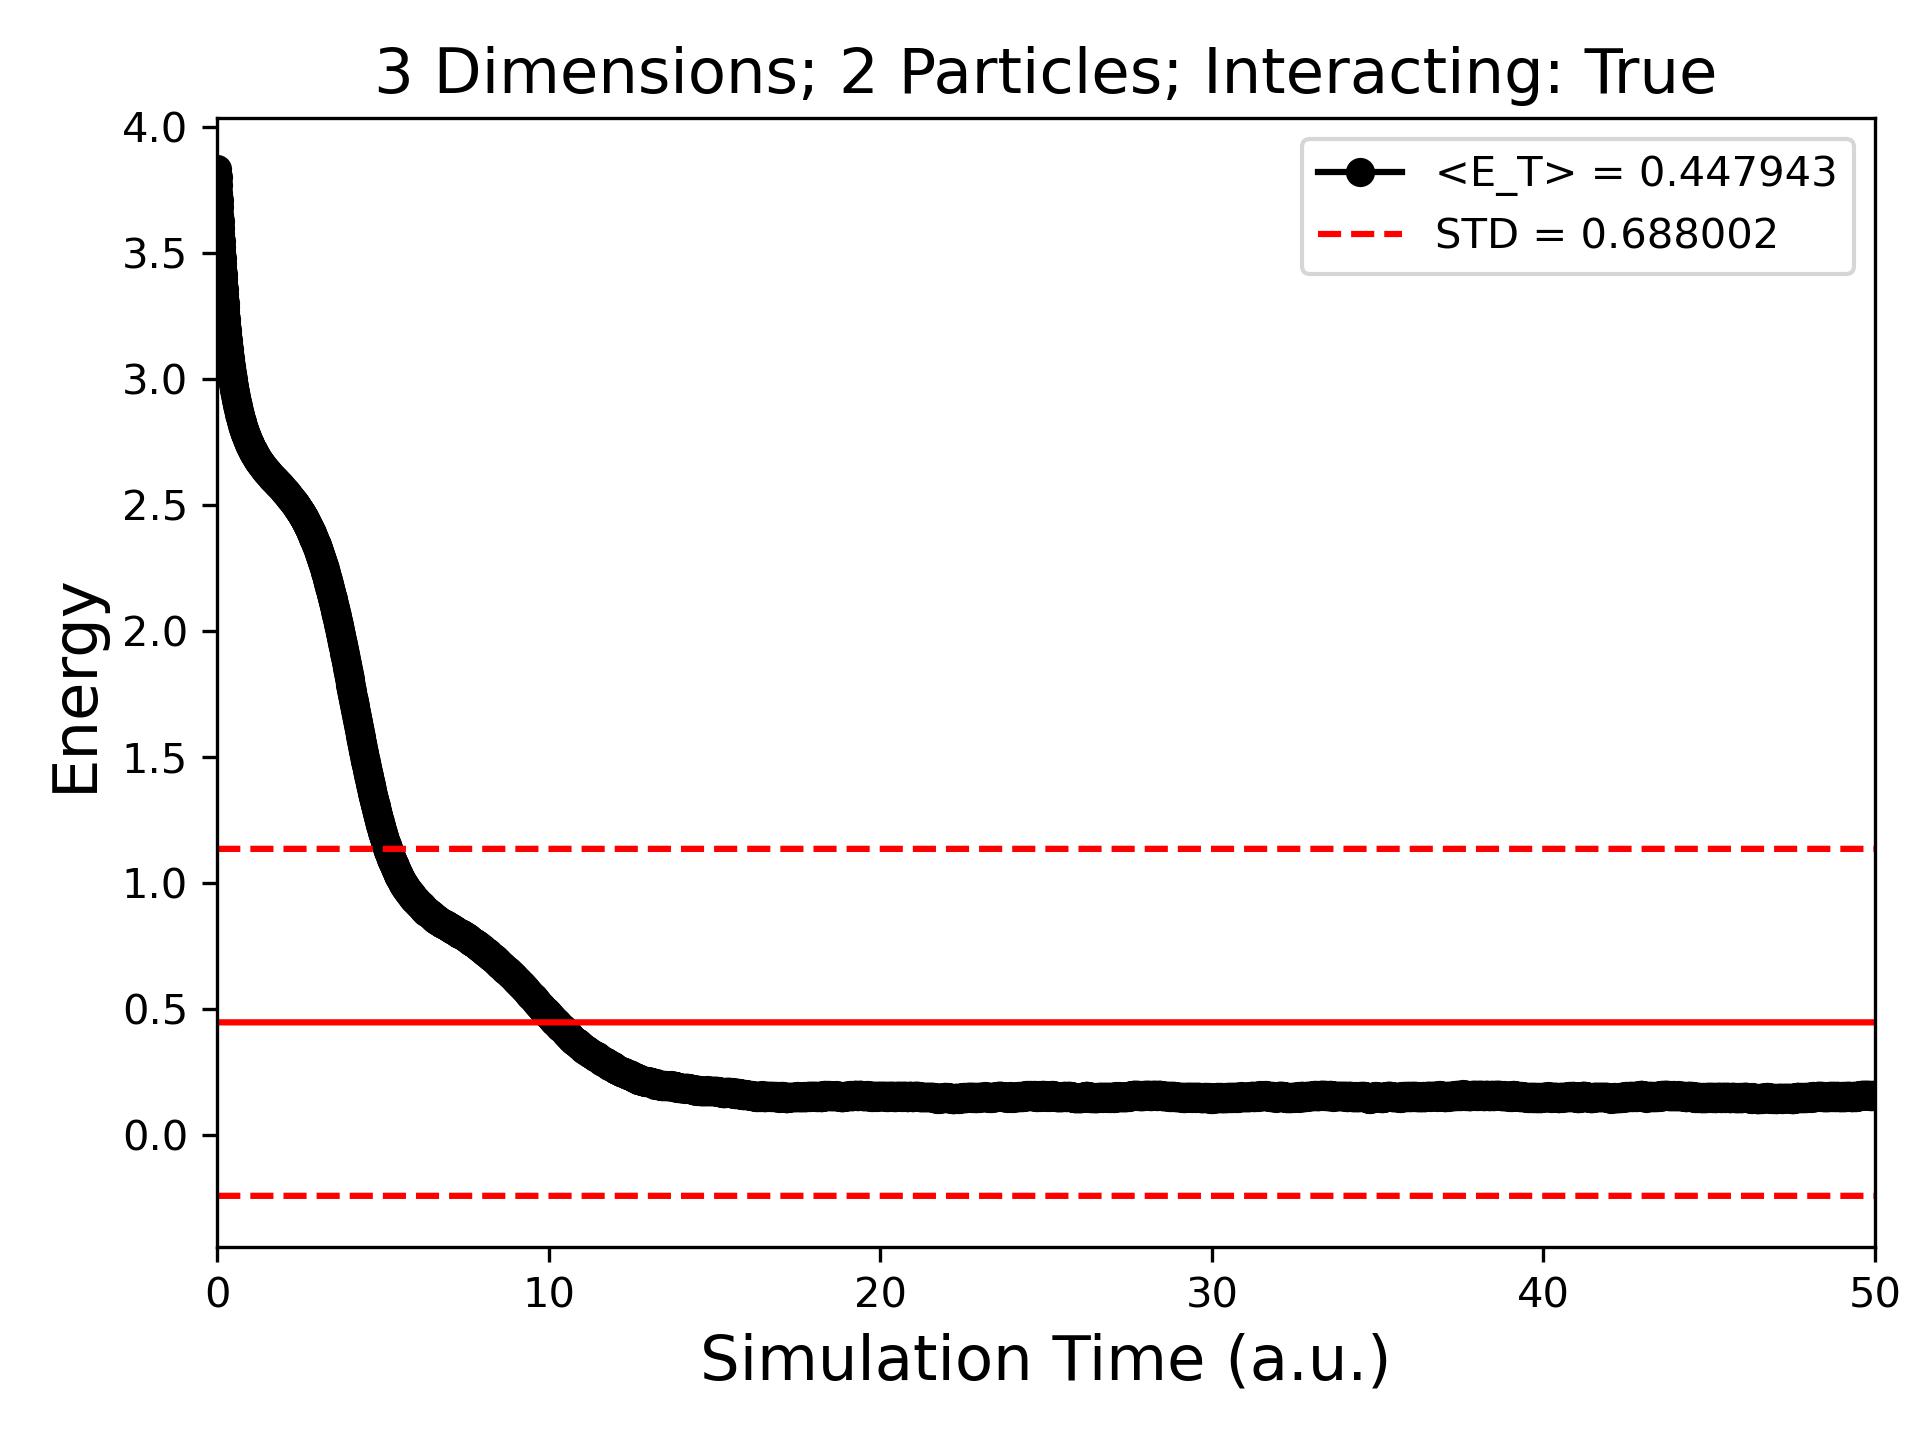 3 Dimensions; 2 Particles; Interacting: True
4.0
3.5
3.0
2.5
2.0
1.5
1.0
0.5
0.0
Energy
<E_T> = 0.447943
STD = 0.688002
0 10 20 30 40 50
Simulation Time (a.u.)